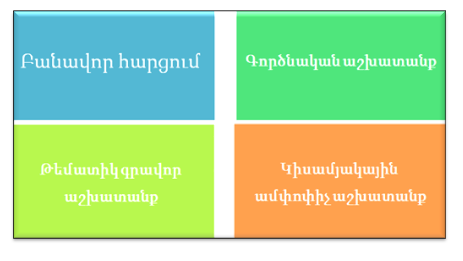 Բանավոր հարցում
Գործնական աշխատանք
Թեմատիկ գրավոր
աշխատանք
Կիսամյակային
ամփոփիչ աշխատանք